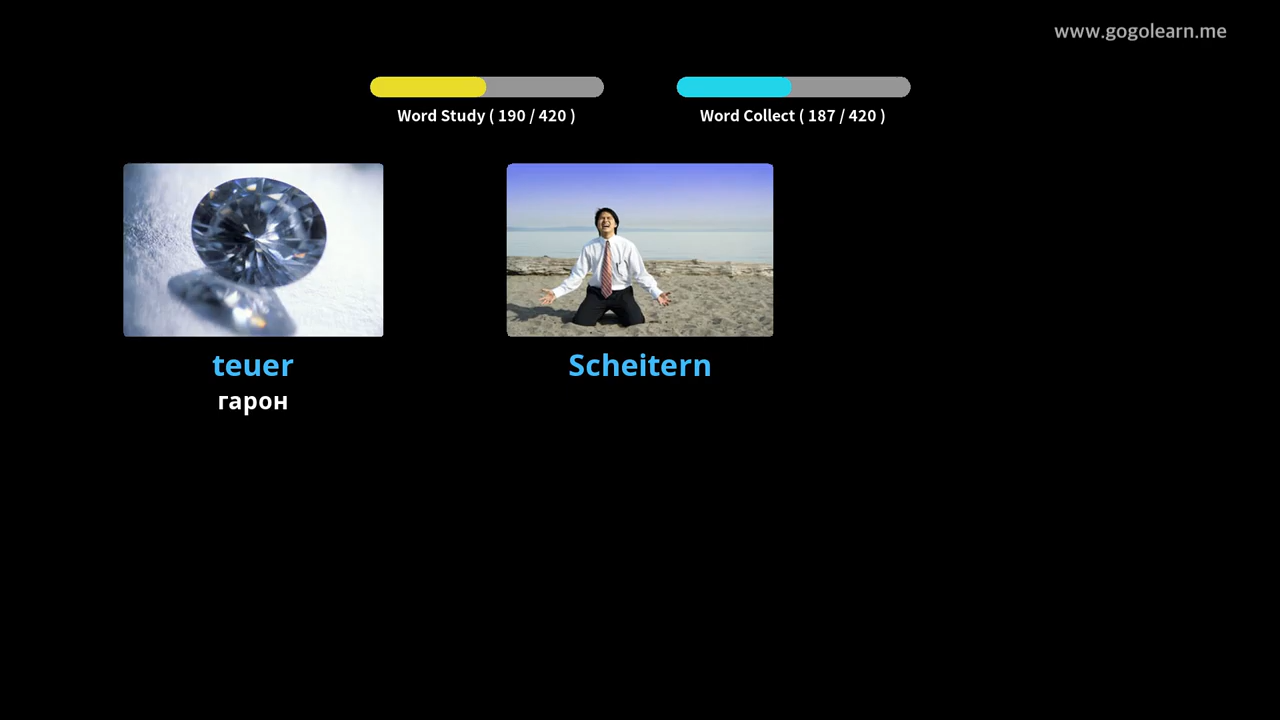 www.gogolearn.me
Word Study ( 190 / 420 )
Word Collect ( 187 / 420 )
teuer
гарон
Scheitern